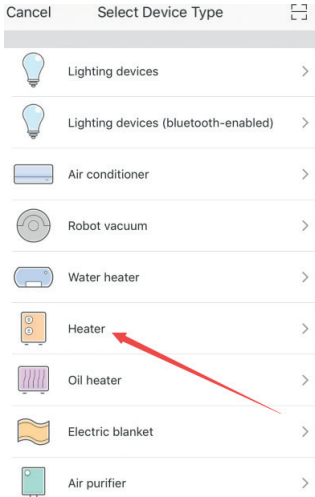 Cancel Select Device Type
Lighting devices
Lighting devices (bluetooth-enabled)
Air conditioner
Robot vacuum
Water heater
Heater
Oil heater
Electric blanket
Air purifier